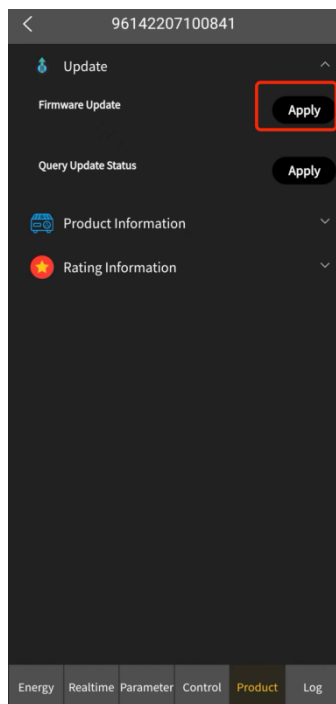 96142207100841
Update
Firmware Update
Apply
Query Update Status
Apply
Product Information
Rating Information
Energy Realtime Parameter Control Product Log